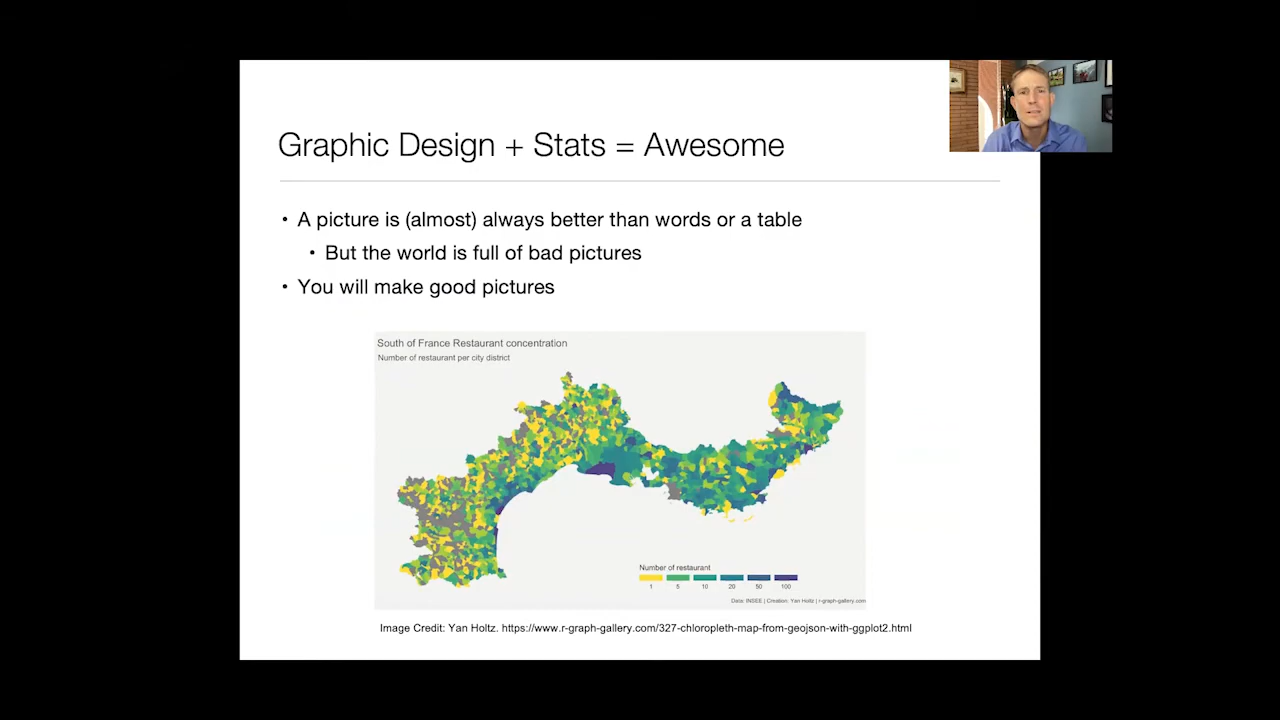 Graphic Design + Stats = Awesome
• A picture is (almost) always better than words or a table
• But the world is full of bad pictures
• You will make good pictures
South of France Restaurant concentration
Number of restaurant per city district
Number of restaurant
1 5 10 20 50 100
Data: INSEE | Creation: Yan Holtz | r-graph-gallery.com
Image Credit: Yan Holtz. https://www.r-graph-gallery.com/327-chloropleth-map-from-geojson-with-ggplot2.html